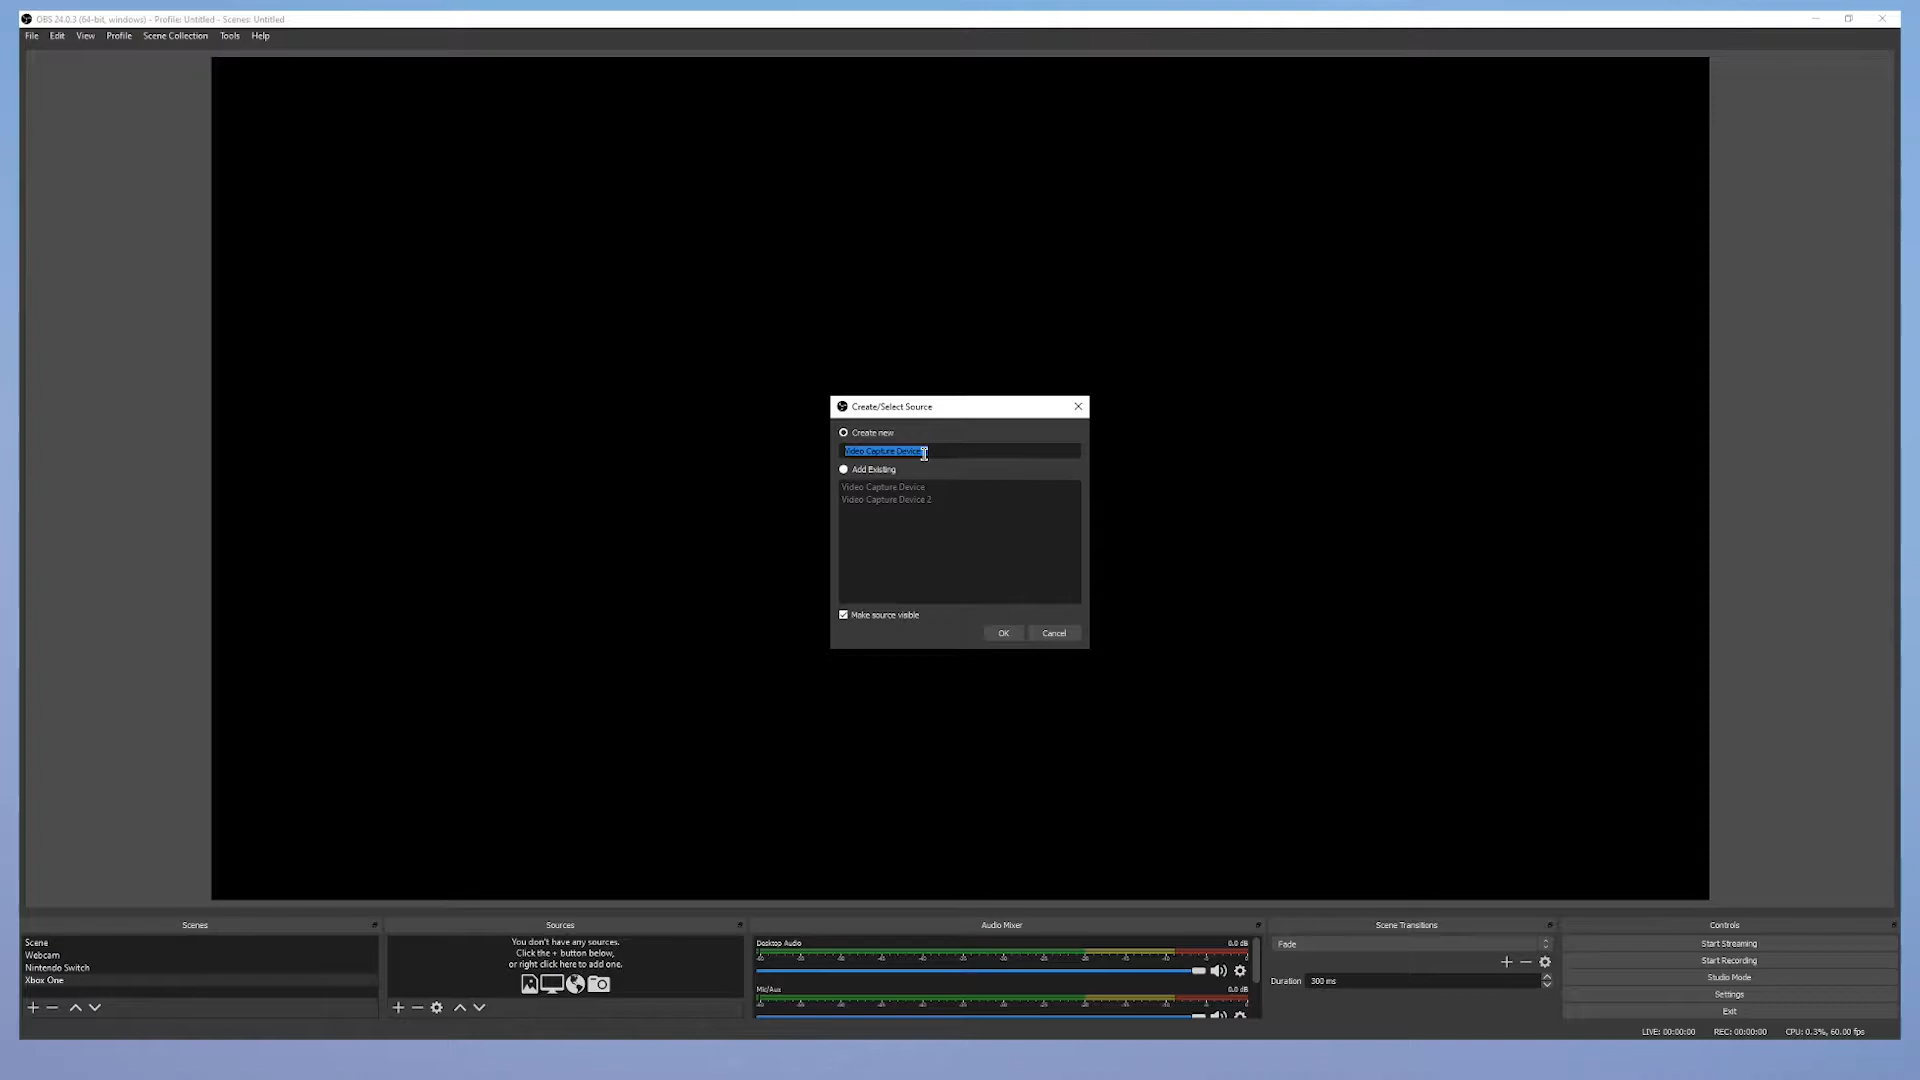 OBS 24.0.3 (64-bit, windows) - Profile: Untitled - Scenes: Untitled
File Edit View Profile Scene Collection Tools Help
Create/Select Source
Create new
Video Capture Device
Add Existing
Video Capture Device
Video Capture Device 2
Make source visible
OK Cancel
Scenes
Scene
Webcam
Nintendo Switch
Xbox One
Sources
You don't have any sources.
Click the + button below,
or right click here to add one.
Audio Mixer
Desktop Audio 0.0 dB
Mic/Aux 0.0 dB
Scene Transitions
Fade
Duration 300 ms
Controls
Start Streaming
Start Recording
Studio Mode
Settings
Exit
LIVE: 00:00:00 REC: 00:00:00 CPU: 0.3%, 60.00 fps